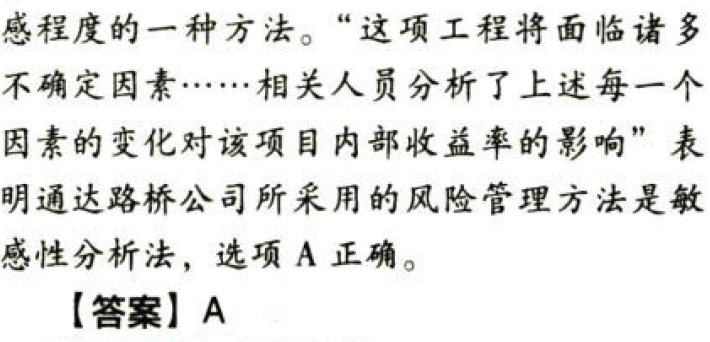 感程度的一种方法。“这项工程将面临诸多
不确定因素……相关人员分析了上述每一个
因素的变化对该项目内部收益率的影响”表
明通达路桥公司所采用的风险管理方法是敏
感性分析法，选项 A 正确。
【答案】A